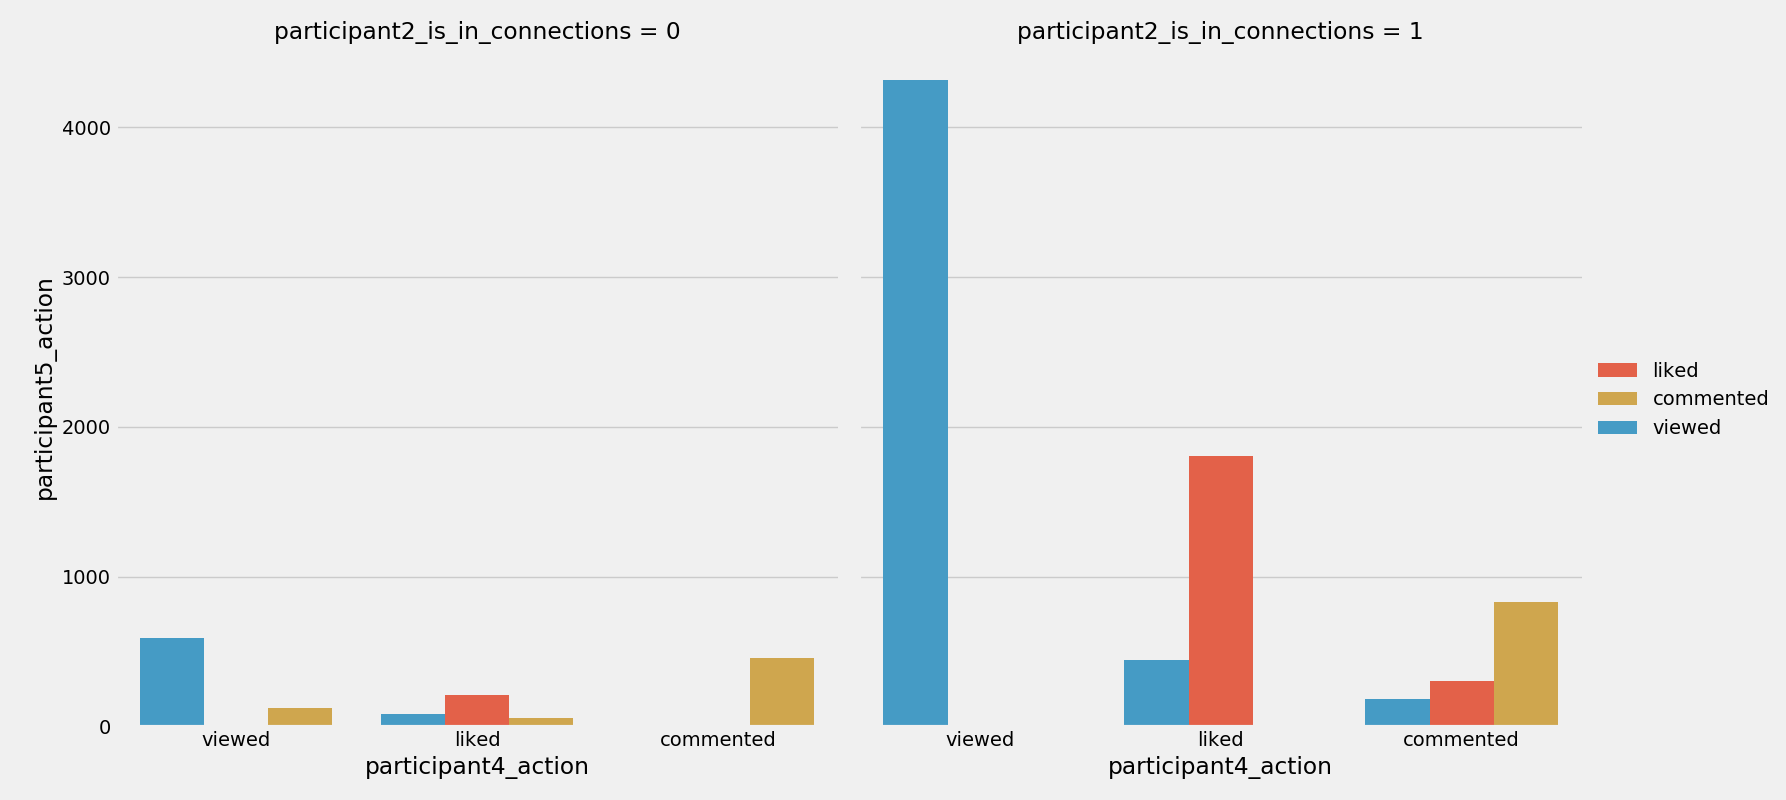 participant2_is_in_connections = 0
participant2_is_in_connections = 1
participant5_action
4000
3000
2000
1000
0
viewed
liked
commented
participant4_action
viewed
liked
commented
participant4_action
liked
commented
viewed